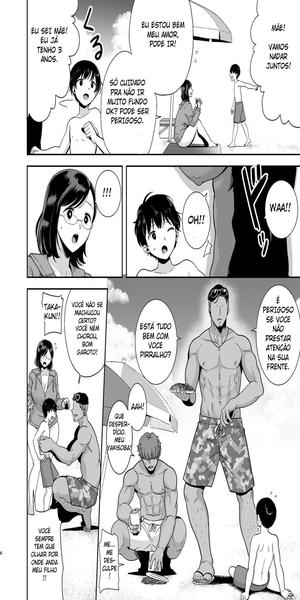 MÃE!
VAMOS
NADAR
JUNTOS!
EU ESTOU BEM
MEU AMOR,
PODE IR!
SÓ CUIDADO
PRA NÃO IR
MUITO FUNDO
OK? PODE SER
PERIGOSO.
EU SEI MÃE!
EU JÁ
TENHO 3
ANOS.
WAA!!
OH!!
!!!
É PERIGOSO
SE VOCÊ
NÃO
PRESTAR
ATENÇÃO
NA SUA
FRENTE.
ESTÁ TUDO
BEM COM
VOCE
PIRRALHO?
AAH!
QUE
DESPER-
DÍCIO.
MEU
YAKISOBA!
ME...
ME
DES-
CULPE!
VOCÊ NÃO SE
MACHUCOU
CERTO?
VOCÊ NEM
CHOROU,
BOM
GAROTO!
TAKA-
KUN!!
VOCÊ
SEMPRE
TEM QUE
OLHAR POR
ONDE ANDA
MEU FILHO
!!
6